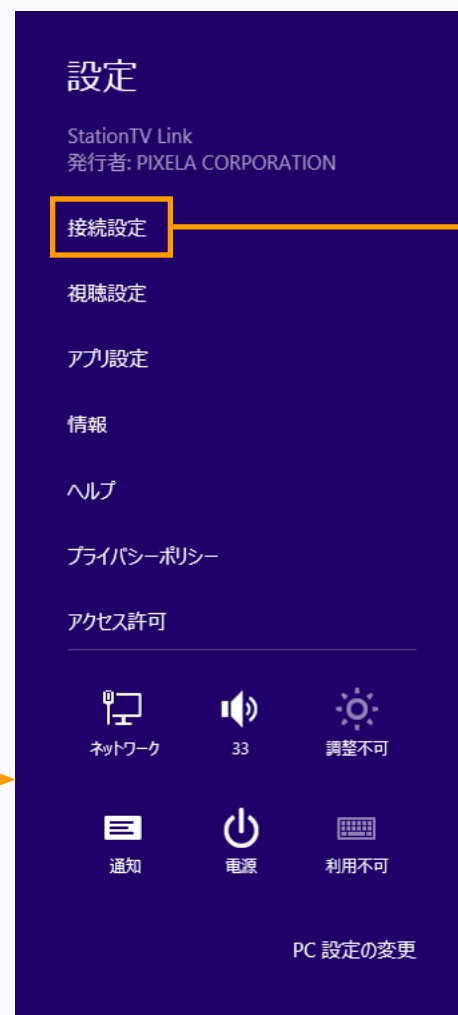 設定
StationTV Link
発行者: PIXELA CORPORATION
接続設定
視聴設定
アプリ設定
情報
ヘルプ
プライバシーポリシー
アクセス許可
ネットワーク
33
調整不可
通知
電源
利用不可
PC 設定の変更